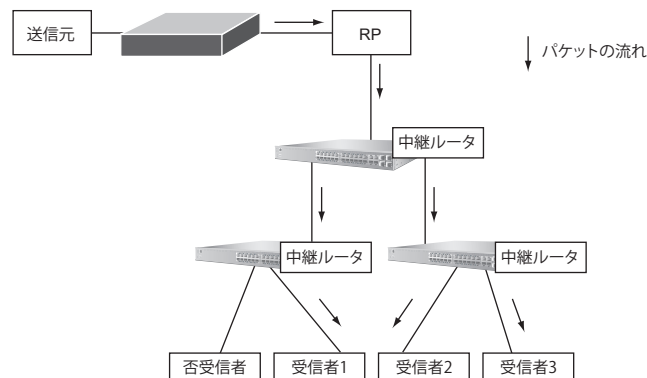 送信元
RP
パケットの流れ
中継ルータ
中継ルータ
中継ルータ
否受信者
受信者1
受信者2
受信者3